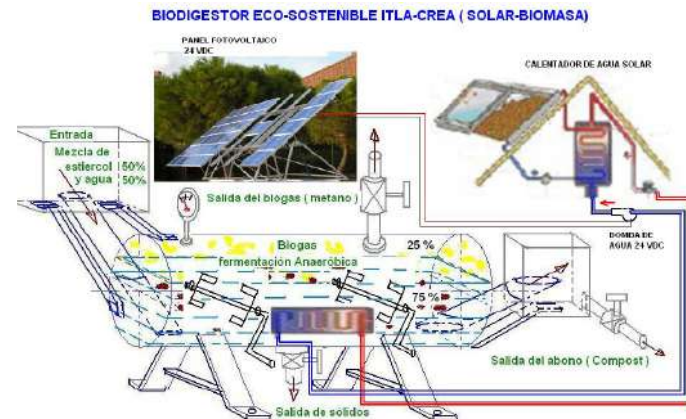 BIODIGESTOR ECO-SOSTENIBLE ITLA-CREA ( SOLAR-BIOMASA)
PANEL FOTOVOLTAICO
24 VDC
CALENTADOR DE AGUA SOLAR
Entrada
Mezcla de
estiercol 50%
y agua 50%
Salida del biogas ( metano )
BOMBA DE
AGUA 24 VDC
Biogas
25 %
fermentación Anaeróbica
75 %
Salida del abono ( Compost )
Salida de sólidos